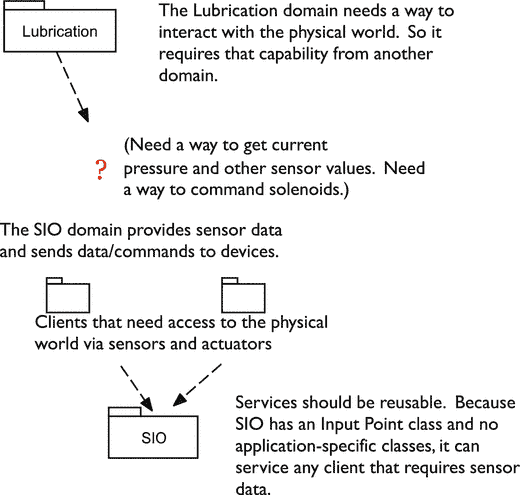 Lubrication
The Lubrication domain needs a way to
interact with the physical world.  So it
requires that capability from another
domain.
?
(Need a way to get current
pressure and other sensor values.  Need
a way to command solenoids.)
The SIO domain provides sensor data
and sends data/commands to devices.
Clients that need access to the physical
world via sensors and actuators
SIO
Services should be reusable.  Because
SIO has an Input Point class and no
application-specific classes, it can
service any client that requires sensor
data.